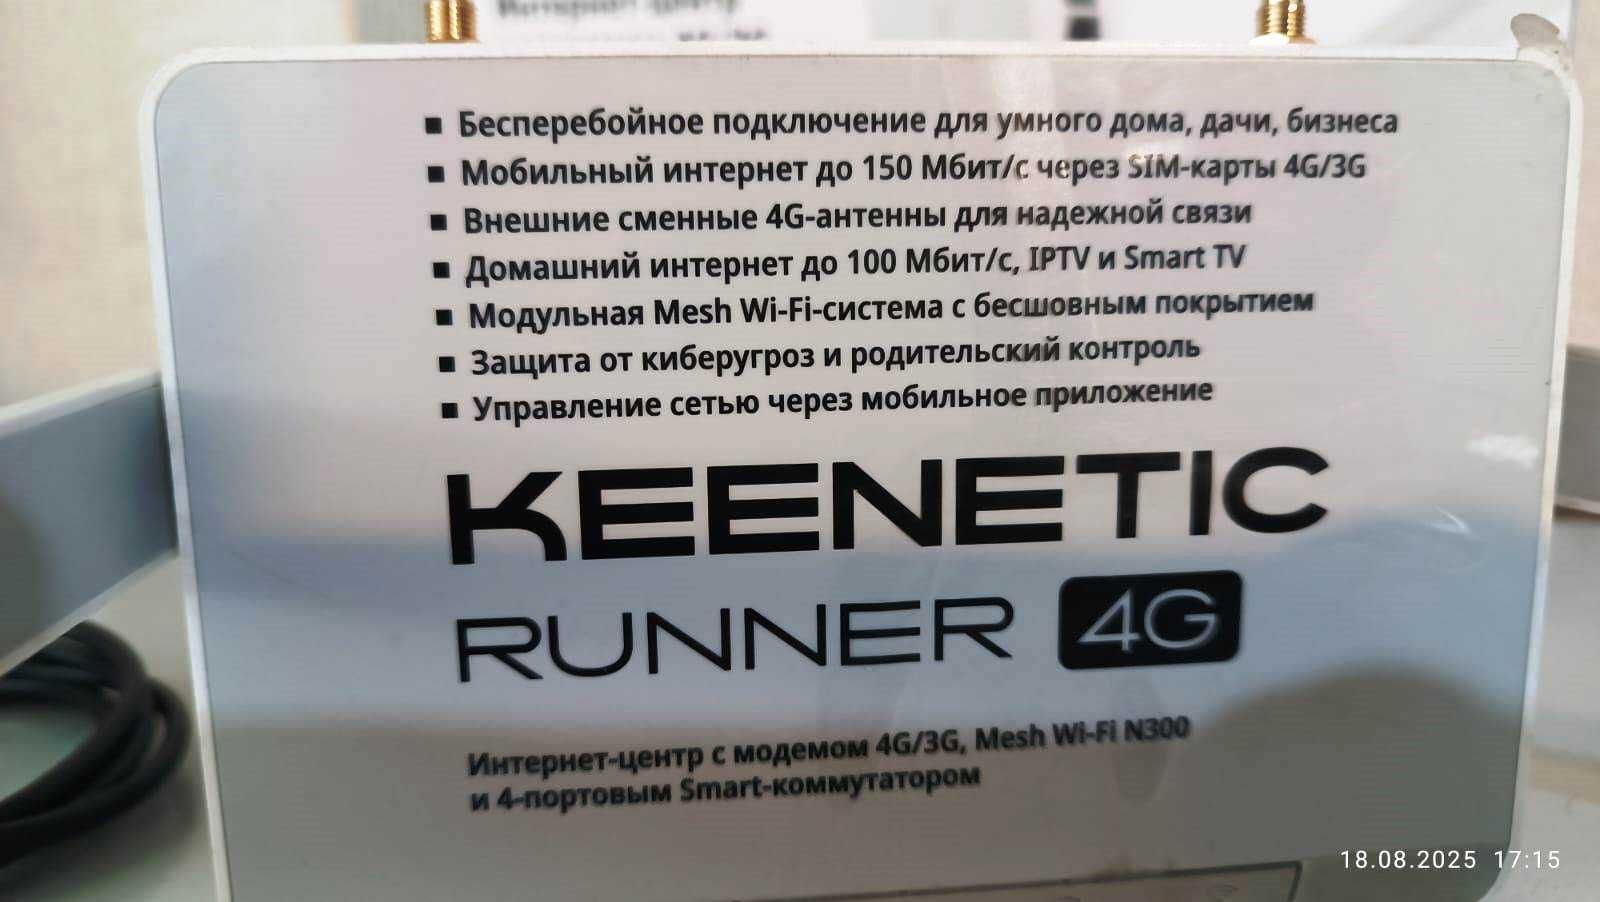 Интернет-центр
■ Бесперебойное подключение для умного дома, дачи, бизнеса
■ Мобильный интернет до 150 Мбит/с через SIM-карты 4G/3G
■ Внешние сменные 4G-антенны для надежной связи
■ Домашний интернет до 100 Мбит/с, IPTV и Smart TV
■ Модульная Mesh Wi-Fi-система с бесшовным покрытием
■ Защита от киберугроз и родительский контроль
■ Управление сетью через мобильное приложение
KEENETIC
RUNNER 4G
Интернет-центр с модемом 4G/3G, Mesh Wi-Fi N300
и 4-портовым Smart-коммутатором
18.08.2025 17:15